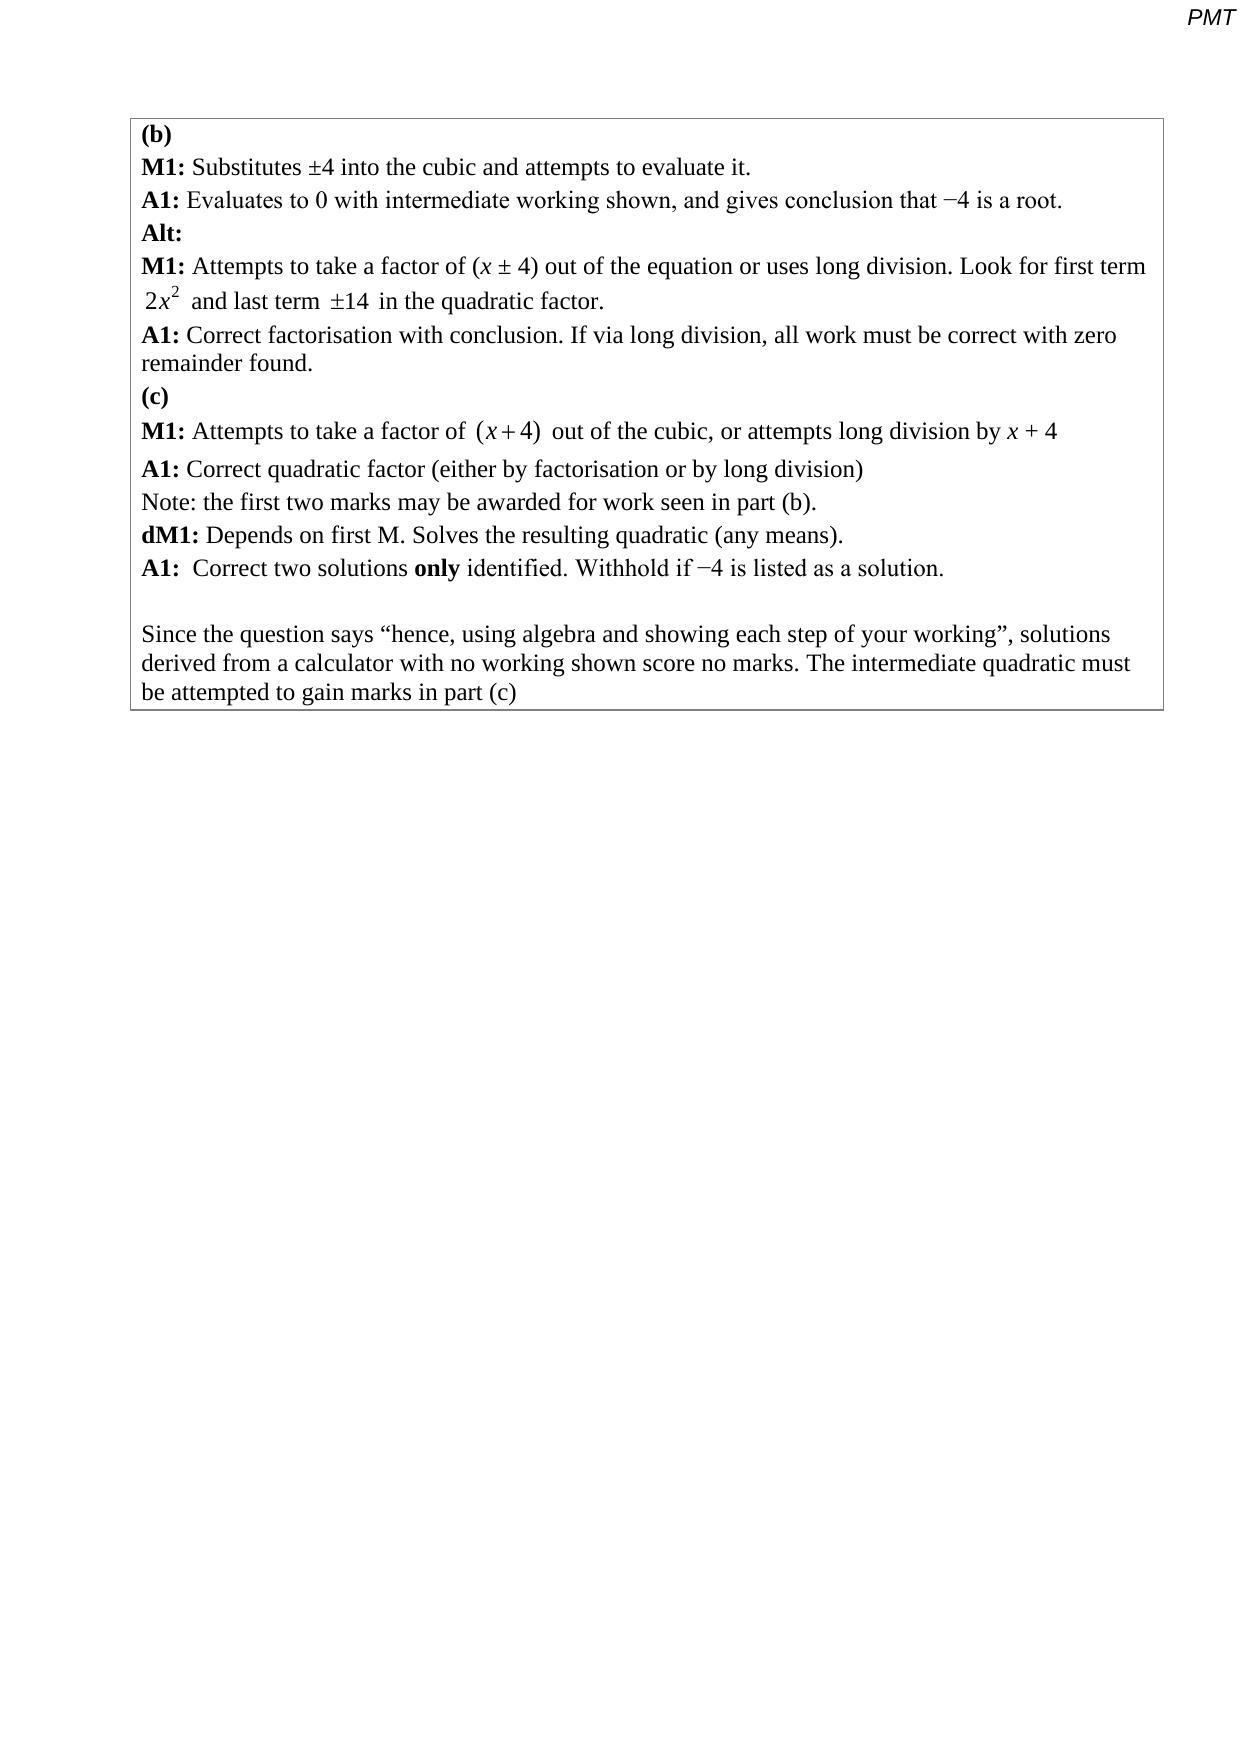 PMT
(b)
M1: Substitutes ±4 into the cubic and attempts to evaluate it.
A1: Evaluates to 0 with intermediate working shown, and gives conclusion that −4 is a root.
Alt:
M1: Attempts to take a factor of (x ± 4) out of the equation or uses long division. Look for first term
2x² and last term ±14 in the quadratic factor.
A1: Correct factorisation with conclusion. If via long division, all work must be correct with zero
remainder found.
(c)
M1: Attempts to take a factor of (x+4) out of the cubic, or attempts long division by x + 4
A1: Correct quadratic factor (either by factorisation or by long division)
Note: the first two marks may be awarded for work seen in part (b).
dM1: Depends on first M. Solves the resulting quadratic (any means).
A1: Correct two solutions only identified. Withhold if −4 is listed as a solution.
Since the question says “hence, using algebra and showing each step of your working”, solutions
derived from a calculator with no working shown score no marks. The intermediate quadratic must
be attempted to gain marks in part (c)